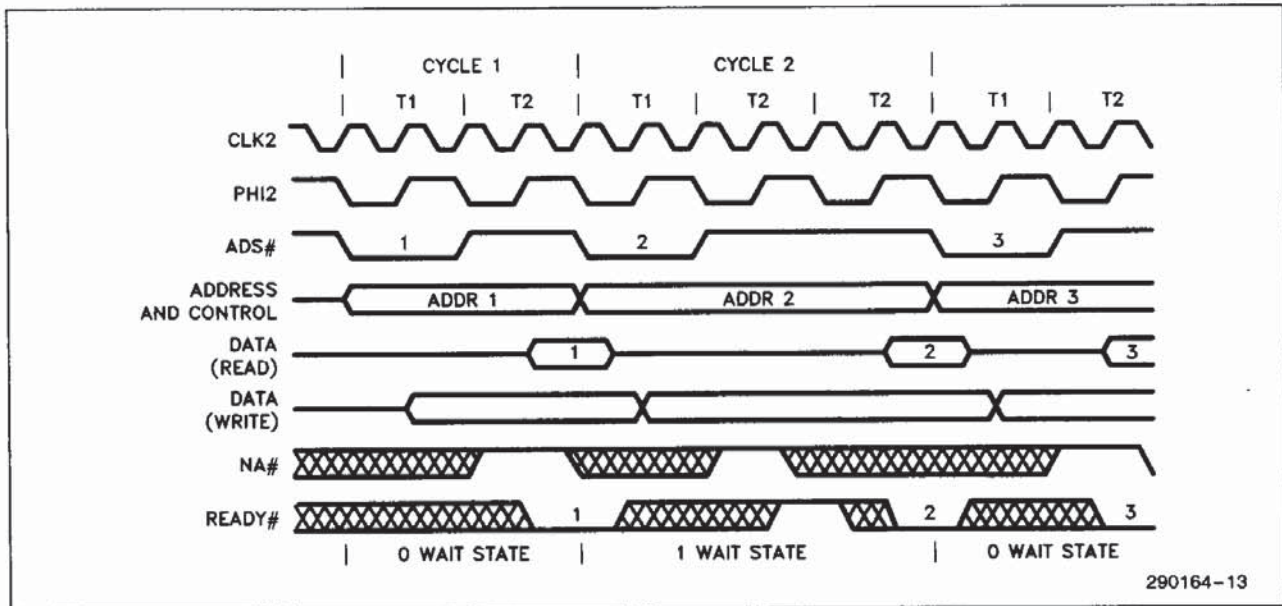 CYCLE 1 CYCLE 2
T1 T2 T1 T2 T2 T1 T2
CLK2
PHI2
ADS# 1 2 3
ADDRESS
AND CONTROL ADDR 1 ADDR 2 ADDR 3
DATA
(READ) 1 2 3
DATA
(WRITE)
NA#
READY# 1 2 3
0 WAIT STATE 1 WAIT STATE 0 WAIT STATE
290164-13